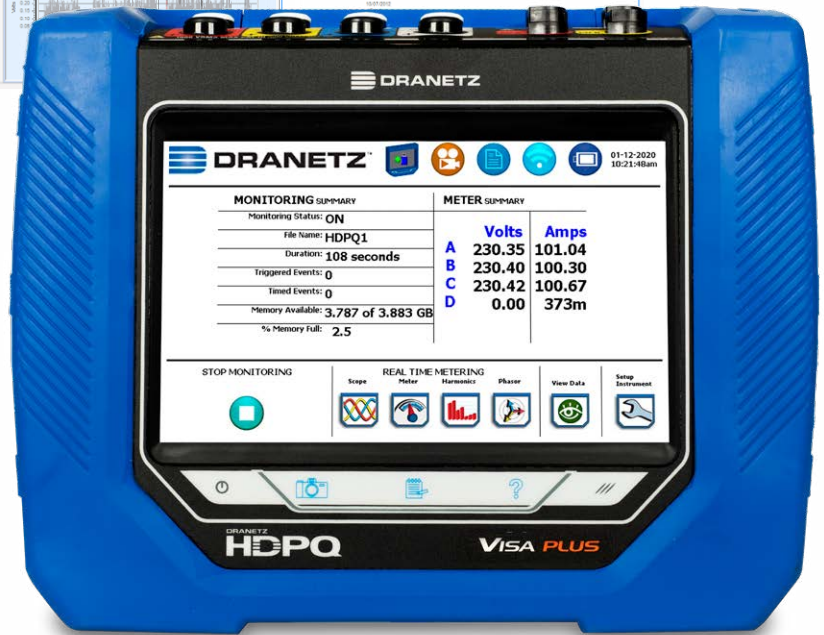 10/07/2012
DRANETZ
DRANETZ
01-12-2020
10:21:48am
MONITORING SUMMARY
Monitoring Status: ON
File Name: HDPQ1
Duration: 108 seconds
Triggered Events: 0
Timed Events: 0
Memory Available: 3.787 of 3.883 GB
% Memory Full: 2.5
METER SUMMARY
Volts Amps
A 230.35 101.04
B 230.40 100.30
C 230.42 100.67
D 0.00 373m
STOP MONITORING
REAL TIME METERING
Scope Meter Harmonics Phasor
View Data
Setup
Instrument
DRANETZ
HDPQ
VISA PLUS